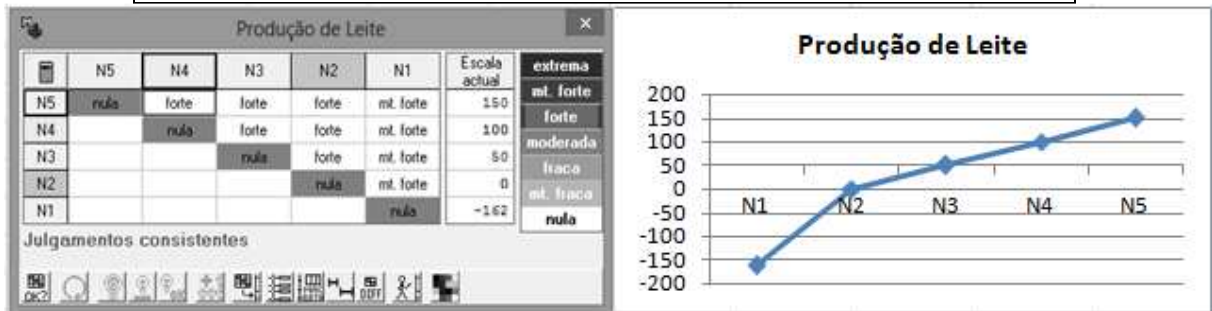 Produção de Leite
N5 N4 N3 N2 N1 Escala actual
N5 nula forte forte forte mt. forte 150
N4 nula forte forte mt. forte 100
N3 nula forte mt. forte 50
N2 nula mt. forte 0
N1 nula -162
extrema
mt. forte
forte
moderada
fraca
mt. fraca
nula
Julgamentos consistentes
OK?
DIFF
Produção de Leite
200
150
100
50
0
-50
-100
-150
-200
N1 N2 N3 N4 N5